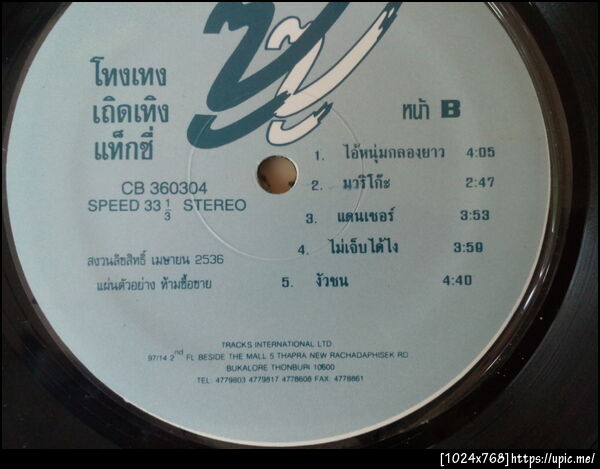 โทงเทง
เถิดเทิง
แท็กซี่
CB 360304
SPEED 33 1/3 STEREO
สงวนลิขสิทธิ์ เมษายน 2536
แผ่นตัวอย่าง ห้ามซื้อขาย
หน้า B
1. ไอ้หนุ่มกลองยาว 4:05
2. มาริโก๊ะ 2:47
3. แดนเซอร์ 3:53
4. ไม่เจ็บได้ไง 3:59
5. งัวชน 4:40
TRACKS INTERNATIONAL LTD
97/14 2nd FL BESIDE THE MALL 5 THAPRA NEW RACHADAPHISEK RD
BUKALORE THONBURI 10600
TEL: 4779803 4779817 4778608 FAX: 4778861
[1024x768]https://upic.me/